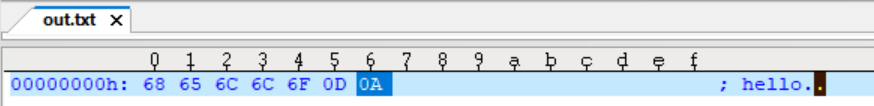 out.txt ×
0 1 2 3 4 5 6 7 8 9 a b c d e f
00000000h: 68 65 6C 6C 6F 0D 0A ; hello..